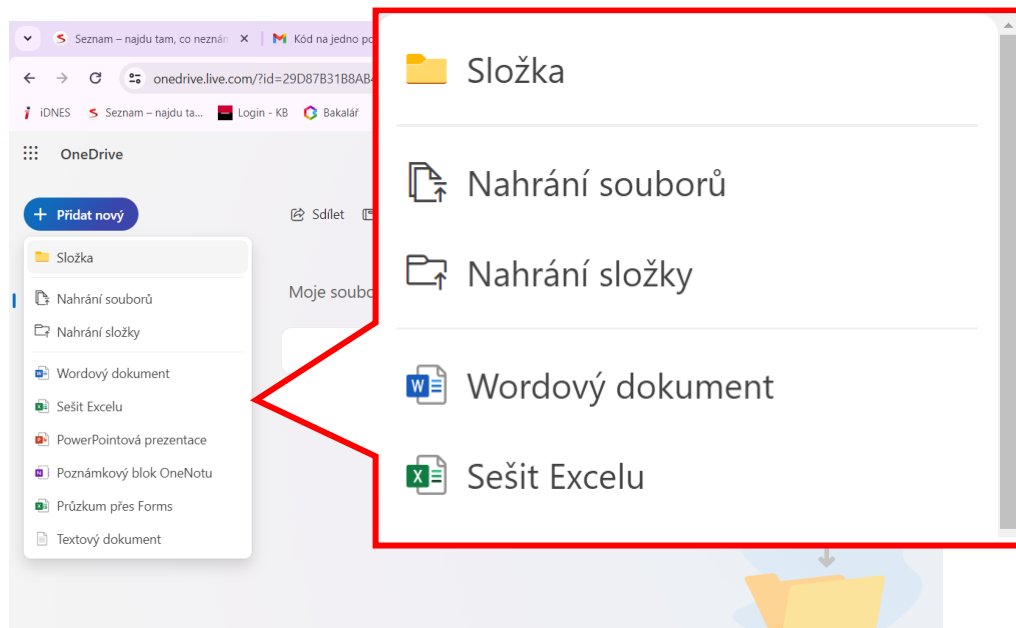 Seznam – najdu tam, co neznám
Kód na jedno po
onedrive.live.com/?id=29D87B31B8AB4
iDNES
Seznam – najdu ta...
Login - KB
Bakalář
OneDrive
Přidat nový
Sdílet
Složka
Nahrání souborů
Nahrání složky
Wordový dokument
Sešit Excelu
PowerPointová prezentace
Poznámkový blok OneNotu
Průzkum přes Forms
Textový dokument
Moje soubo
Složka
Nahrání souborů
Nahrání složky
Wordový dokument
Sešit Excelu